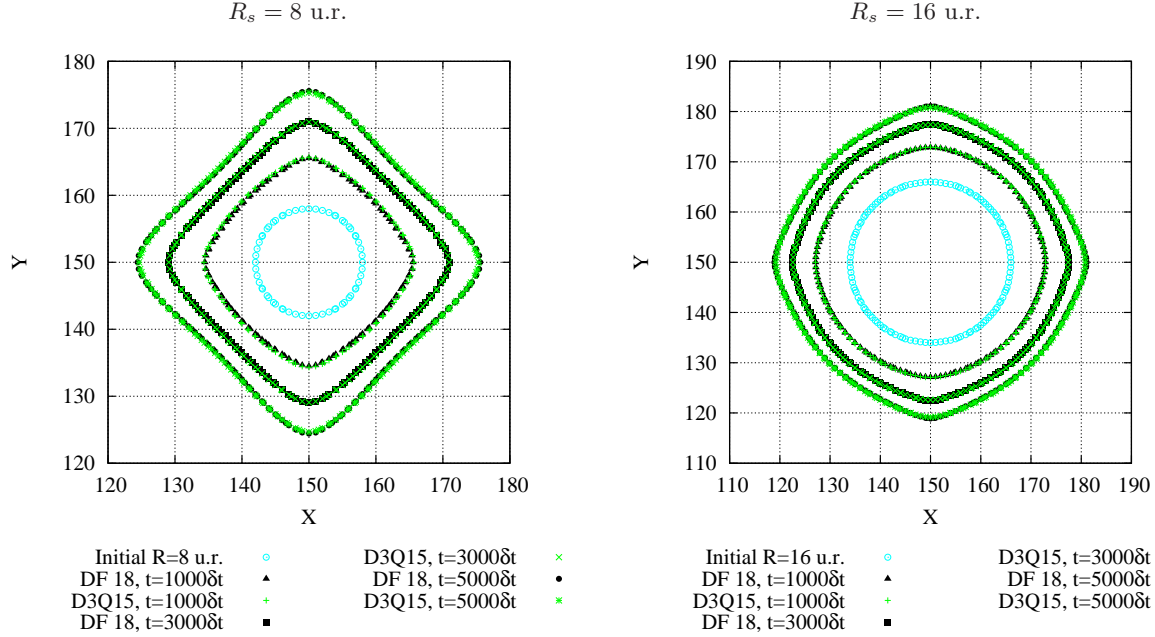 R_s = 8 u.r.
180
170
160
150
140
130
120
120 130 140 150 160 170 180
Y
X
Initial R=8 u.r.
DF 18, t=1000δt
D3Q15, t=1000δt
DF 18, t=3000δt
D3Q15, t=3000δt
DF 18, t=5000δt
D3Q15, t=5000δt
R_s = 16 u.r.
190
180
170
160
150
140
130
120
110
110 120 130 140 150 160 170 180 190
Y
X
Initial R=16 u.r.
DF 18, t=1000δt
D3Q15, t=1000δt
DF 18, t=3000δt
D3Q15, t=3000δt
DF 18, t=5000δt
D3Q15, t=5000δt